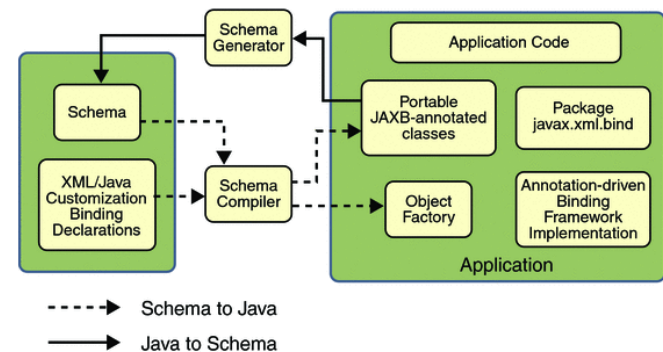 Schema
Generator
Application Code
Schema
Portable
JAXB-annotated
classes
Package
javax.xml.bind
XML/Java
Customization
Binding
Declarations
Schema
Compiler
Object
Factory
Annotation-driven
Binding
Framework
Implementation
Application
Schema to Java
Java to Schema